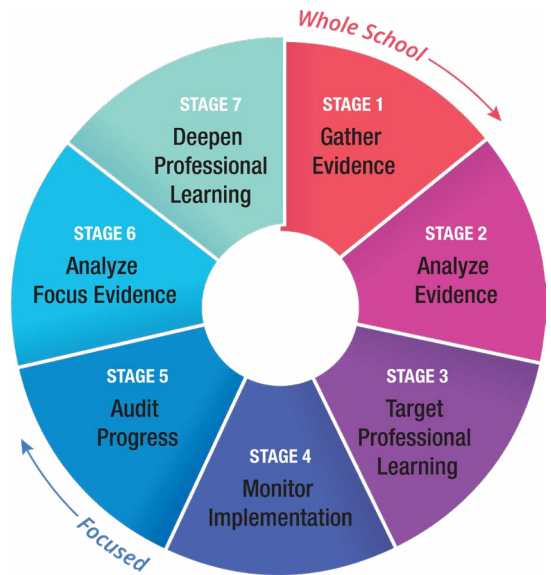 Whole School
STAGE 1
Gather
Evidence
STAGE 2
Analyze
Evidence
STAGE 3
Target
Professional
Learning
STAGE 4
Monitor
Implementation
STAGE 5
Audit
Progress
Focused
STAGE 6
Analyze
Focus Evidence
STAGE 7
Deepen
Professional
Learning